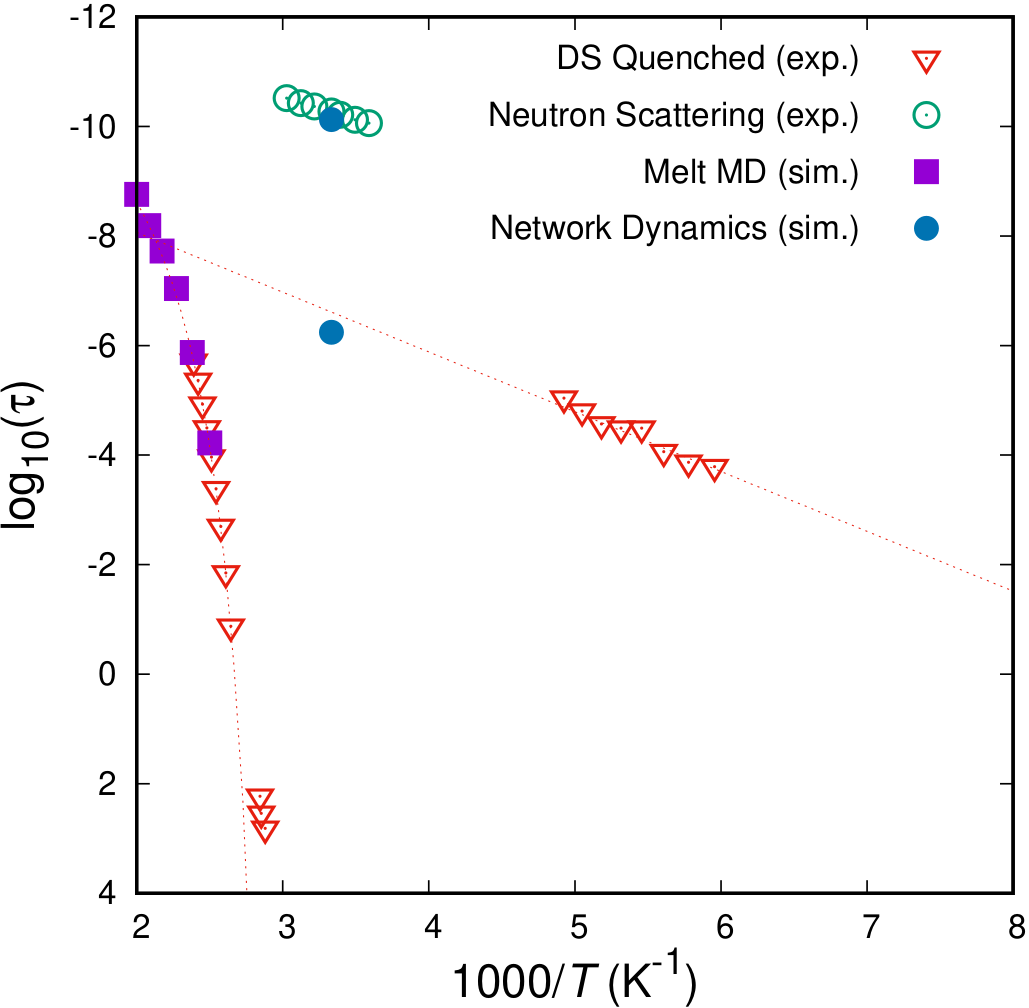 -12
-10
-8
-6
-4
-2
0
2
4
log10(τ)
DS Quenched (exp.)
Neutron Scattering (exp.)
Melt MD (sim.)
Network Dynamics (sim.)
2 3 4 5 6 7 8
1000/T (K-1)